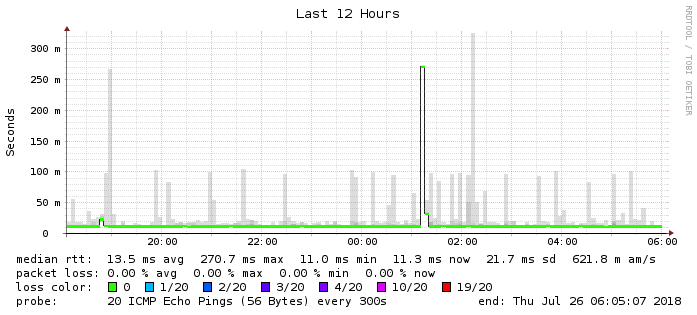 Last 12 Hours
RRDTOOL / TOBI OETIKER
Seconds
300 m
250 m
200 m
150 m
100 m
50 m
0
20:00 22:00 00:00 02:00 04:00 06:00
median rtt: 13.5 ms avg 270.7 ms max 11.0 ms min 11.3 ms now 21.7 ms sd 621.8 m am/s
packet loss: 0.00 % avg 0.00 % max 0.00 % min 0.00 % now
loss color: 0 1/20 2/20 3/20 4/20 10/20 19/20
probe: 20 ICMP Echo Pings (56 Bytes) every 300s end: Thu Jul 26 06:05:07 2018